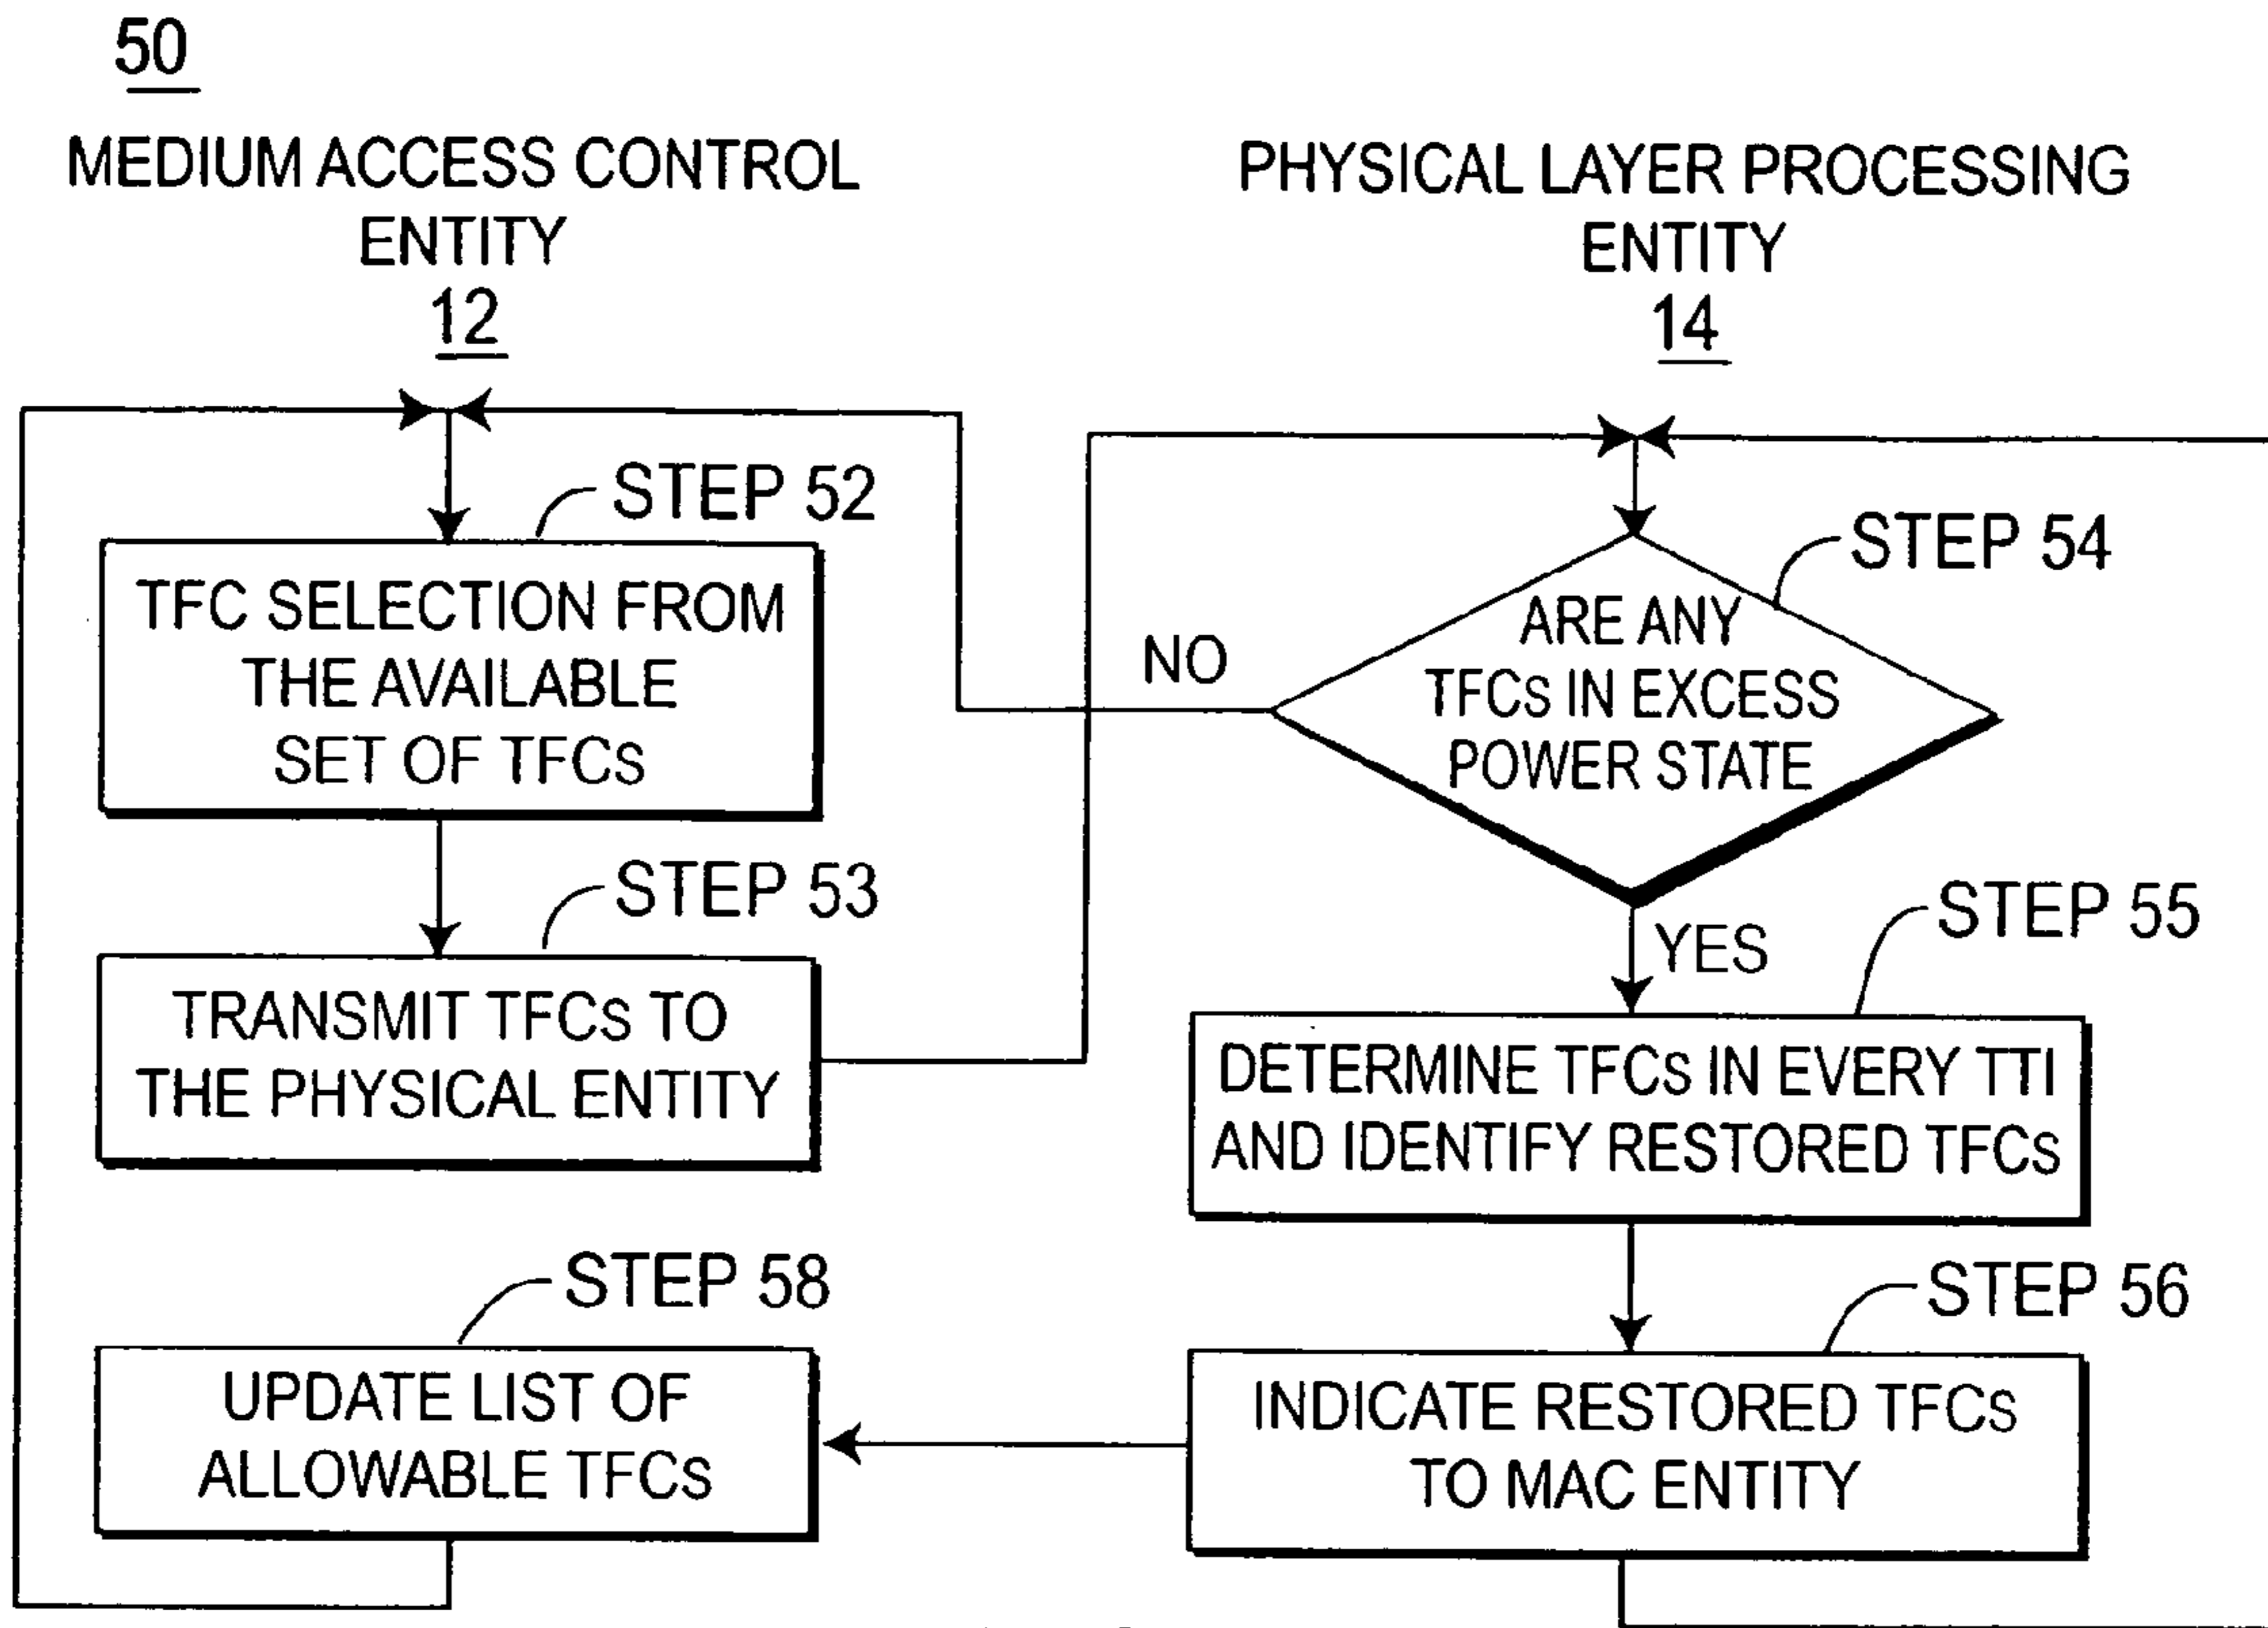 50
MEDIUM ACCESS CONTROL
ENTITY
12
STEP 52
TFC SELECTION FROM
THE AVAILABLE
SET OF TFCs
STEP 53
TRANSMIT TFCs TO
THE PHYSICAL ENTITY
STEP 58
UPDATE LIST OF
ALLOWABLE TFCs
PHYSICAL LAYER PROCESSING
ENTITY
14
STEP 54
ARE ANY
TFCs IN EXCESS
POWER STATE
NO
YES
STEP 55
DETERMINE TFCs IN EVERY TTI
AND IDENTIFY RESTORED TFCs
STEP 56
INDICATE RESTORED TFCs
TO MAC ENTITY